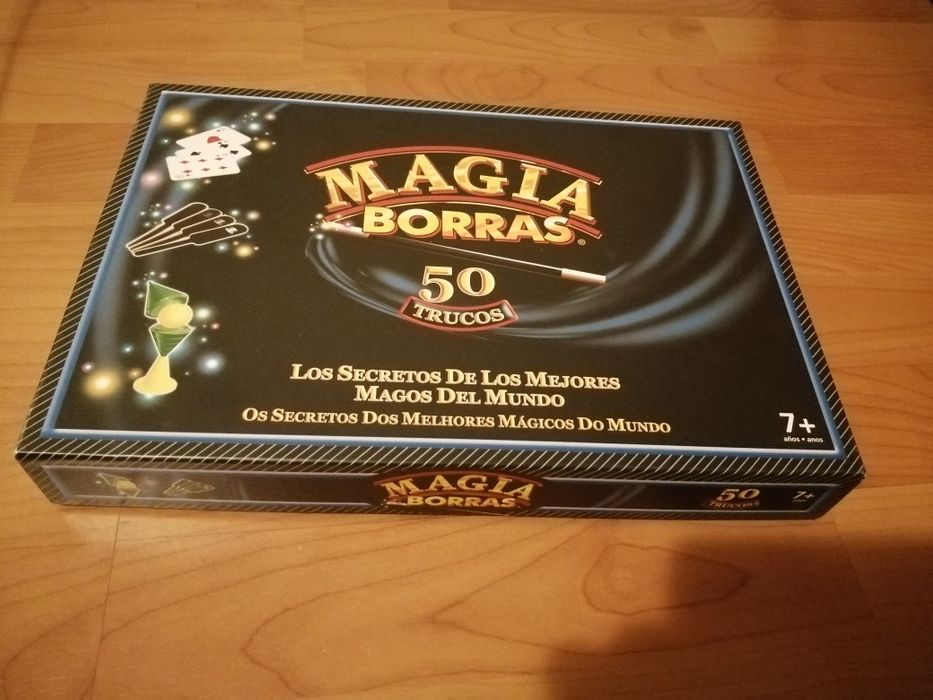 MAGIA
BORRAS®
50
TRUCOS
LOS SECRETOS DE LOS MEJORES
MAGOS DEL MUNDO
OS SECRETOS DOS MELHORES MÁGICOS DO MUNDO
7+
años • anos
MAGIA
BORRAS
50
TRUCOS
7+